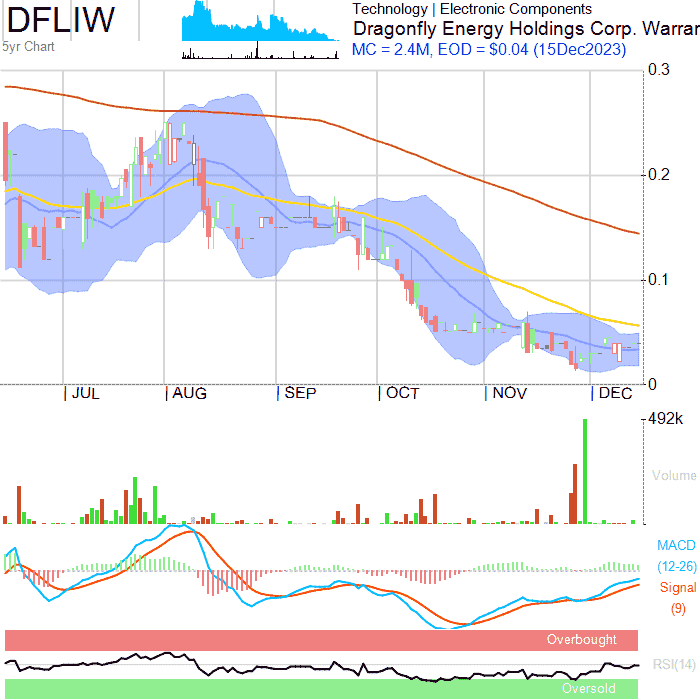 DFLIW
5yr Chart
Technology | Electronic Components
Dragonfly Energy Holdings Corp. Warran
MC = 2.4M, EOD = $0.04 (15Dec2023)
0.3
0.2
0.1
0
JUL AUG SEP OCT NOV DEC
492k
Volume
MACD
(12-26)
Signal
(9)
Overbought
RSI(14)
Oversold